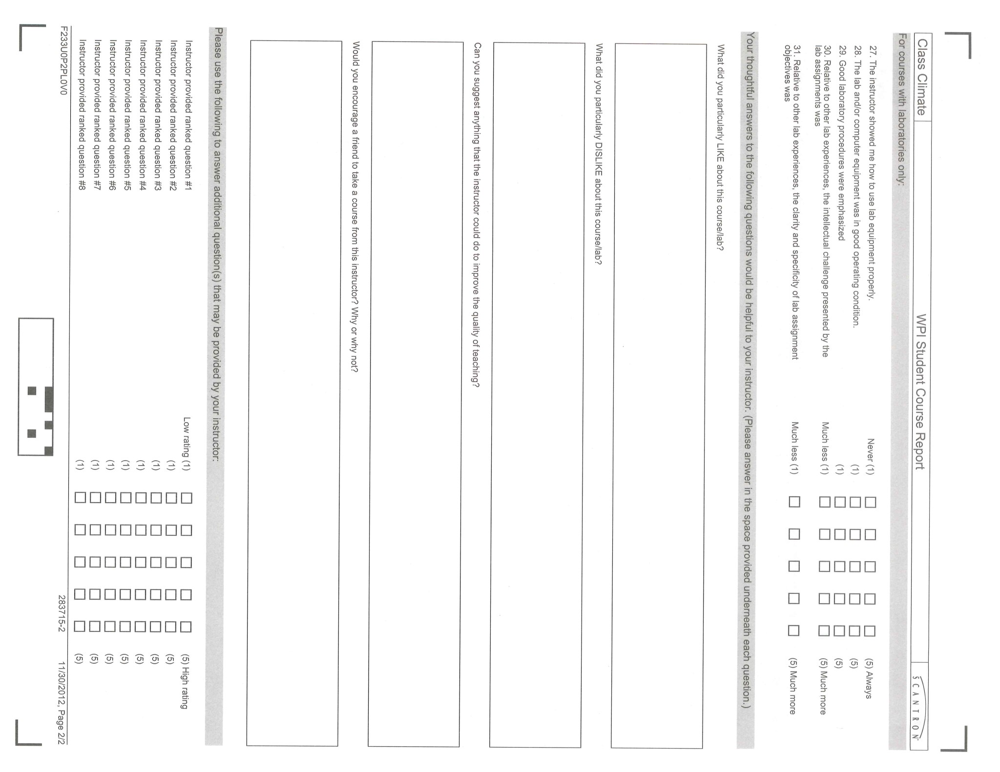 Class Climate
WPI Student Course Report
SCANTRON
For courses with laboratories only:
27. The instructor showed me how to use lab equipment properly.
Never (1)
(5) Always
28. The lab and/or computer equipment was in good operating condition.
(1)
(5)
29. Good laboratory procedures were emphasized
(1)
(5)
30. Relative to other lab experiences, the intellectual challenge presented by the
lab assignments was
Much less (1)
(5) Much more
31. Relative to other lab experiences, the clarity and specificity of lab assignment
objectives was
Much less (1)
(5) Much more
Your thoughtful answers to the following questions would be helpful to your instructor. (Please answer in the space provided underneath each question.)
What did you particularly LIKE about this course/lab?
What did you particularly DISLIKE about this course/lab?
Can you suggest anything that the instructor could do to improve the quality of teaching?
Would you encourage a friend to take a course from this instructor? Why or why not?
Please use the following to answer additional question(s) that may be provided by your instructor:
Instructor provided ranked question #1
Low rating (1)
(5) High rating
Instructor provided ranked question #2
(1)
(5)
Instructor provided ranked question #3
(1)
(5)
Instructor provided ranked question #4
(1)
(5)
Instructor provided ranked question #5
(1)
(5)
Instructor provided ranked question #6
(1)
(5)
Instructor provided ranked question #7
(1)
(5)
Instructor provided ranked question #8
(1)
(5)
F233U0P2PL0V0
283715-2
11/30/2012, Page 2/2